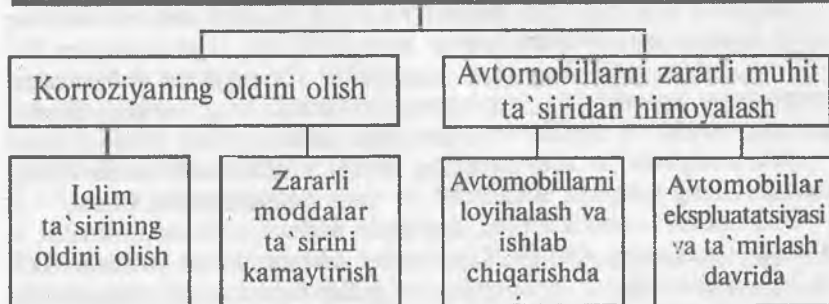 Korroziyaning oldini olish
Avtomobillarni zararli muhit
ta`siridan himoyalash
Iqlim
ta`sirining
oldini olish
Zararli
moddalar
ta`sirini
kamaytirish
Avtomobillarni
loyihalash va
ishlab
chiqarishda
Avtomobillar
ekspluatatsiyasi
va ta`mirlash
davrida